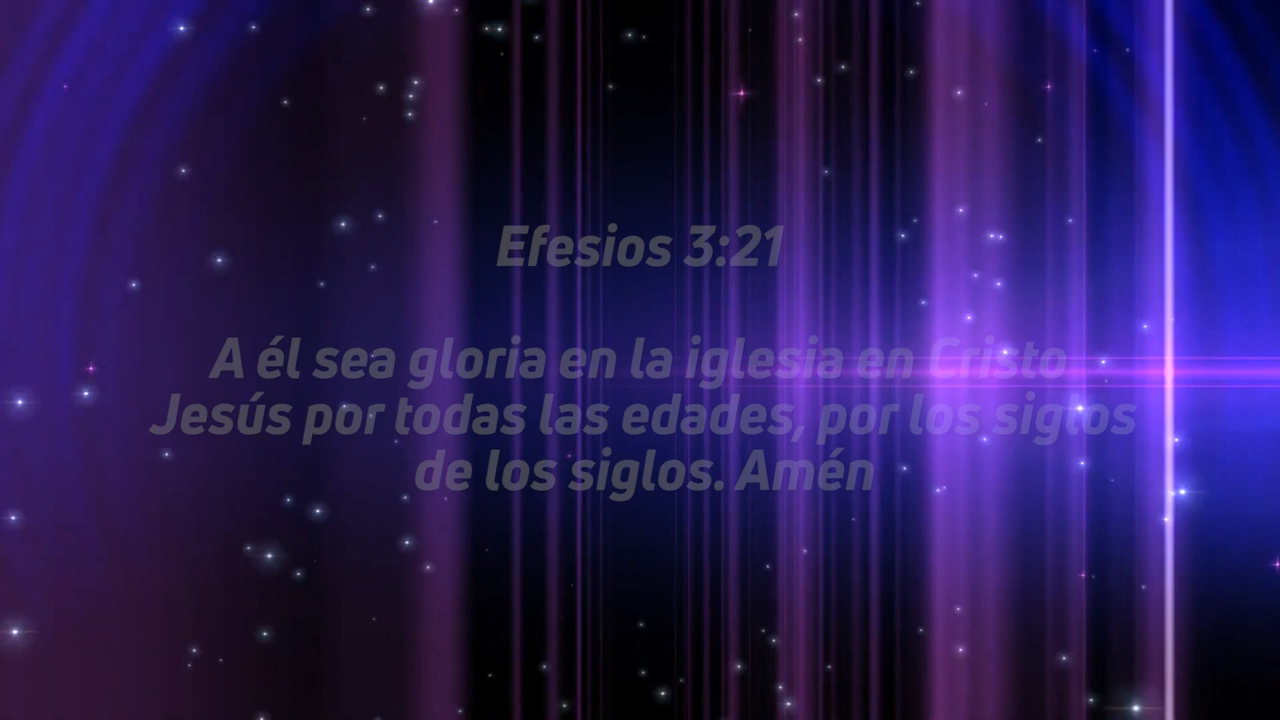 Efesios 3:21
A él sea gloria en la iglesia en Cristo
Jesús por todas las edades, por los siglos
de los siglos. Amén